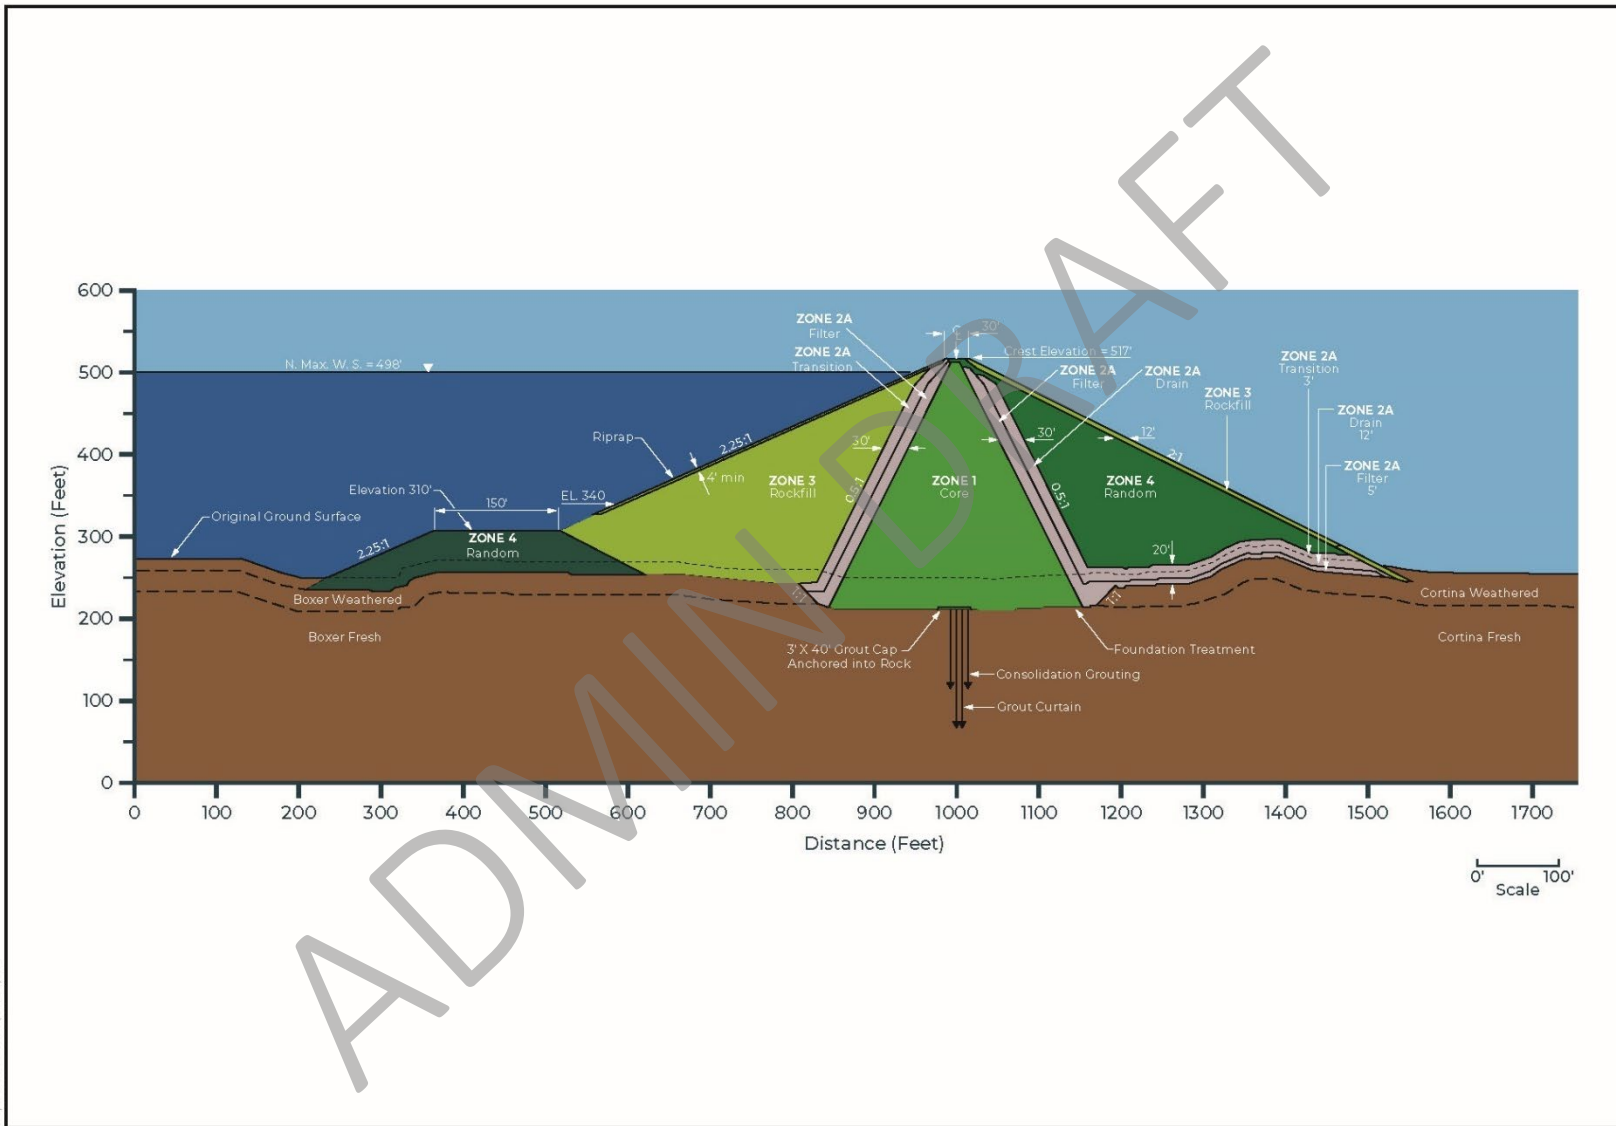 600
500
400
300
200
100
0
Elevation (Feet)
0
100
200
300
400
500
600
700
800
900
1000
1100
1200
1300
1400
1500
1600
1700
Distance (Feet)
0'
100'
Scale
N. Max. W. S. = 498'
ZONE 2A
Filter
ZONE 2A
Transition
30'
Crest Elevation = 517'
ZONE 2A
Filter
ZONE 2A
Drain
ZONE 3
Rockfill
ZONE 2A
Transition
3'
ZONE 2A
Drain
12'
ZONE 2A
Filter
5'
Riprap
2.25:1
4' min
30'
30'
12'
2:1
Elevation 310'
150'
EL. 340
Original Ground Surface
2.25:1
ZONE 4
Random
ZONE 3
Rockfill
0.5:1
ZONE 1
Core
0.5:1
ZONE 4
Random
20'
1:1
1:1
Boxer Weathered
Boxer Fresh
Cortina Weathered
Cortina Fresh
3' X 40' Grout Cap
Anchored into Rock
Foundation Treatment
Consolidation Grouting
Grout Curtain
ADMIN DRAFT